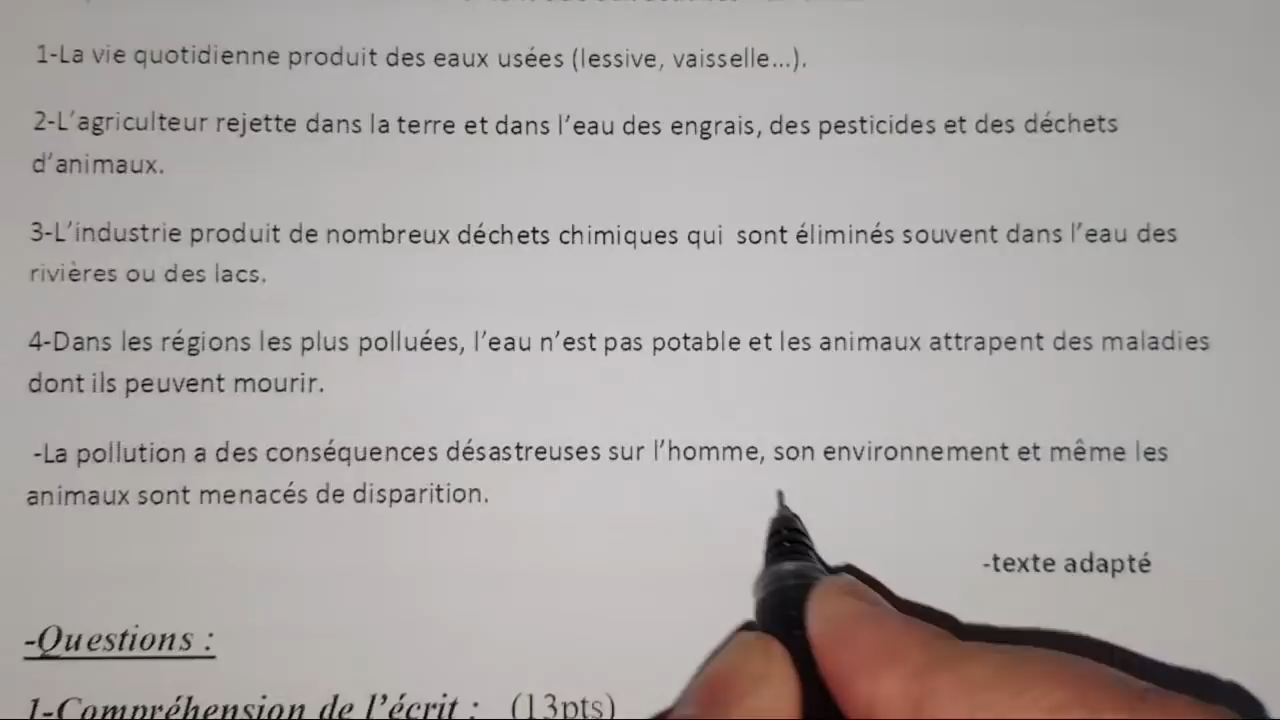 1-La vie quotidienne produit des eaux usées (lessive, vaisselle...).
2-L'agriculteur rejette dans la terre et dans l'eau des engrais, des pesticides et des déchets
d'animaux.
3-L'industrie produit de nombreux déchets chimiques qui sont éliminés souvent dans l'eau des
rivières ou des lacs.
4-Dans les régions les plus polluées, l'eau n'est pas potable et les animaux attrapent des maladies
dont ils peuvent mourir.
-La pollution a des conséquences désastreuses sur l'homme, son environnement et même les
animaux sont menacés de disparition.
-texte adapté
-Questions :
1-Compréhension de l'écrit : (13pts)